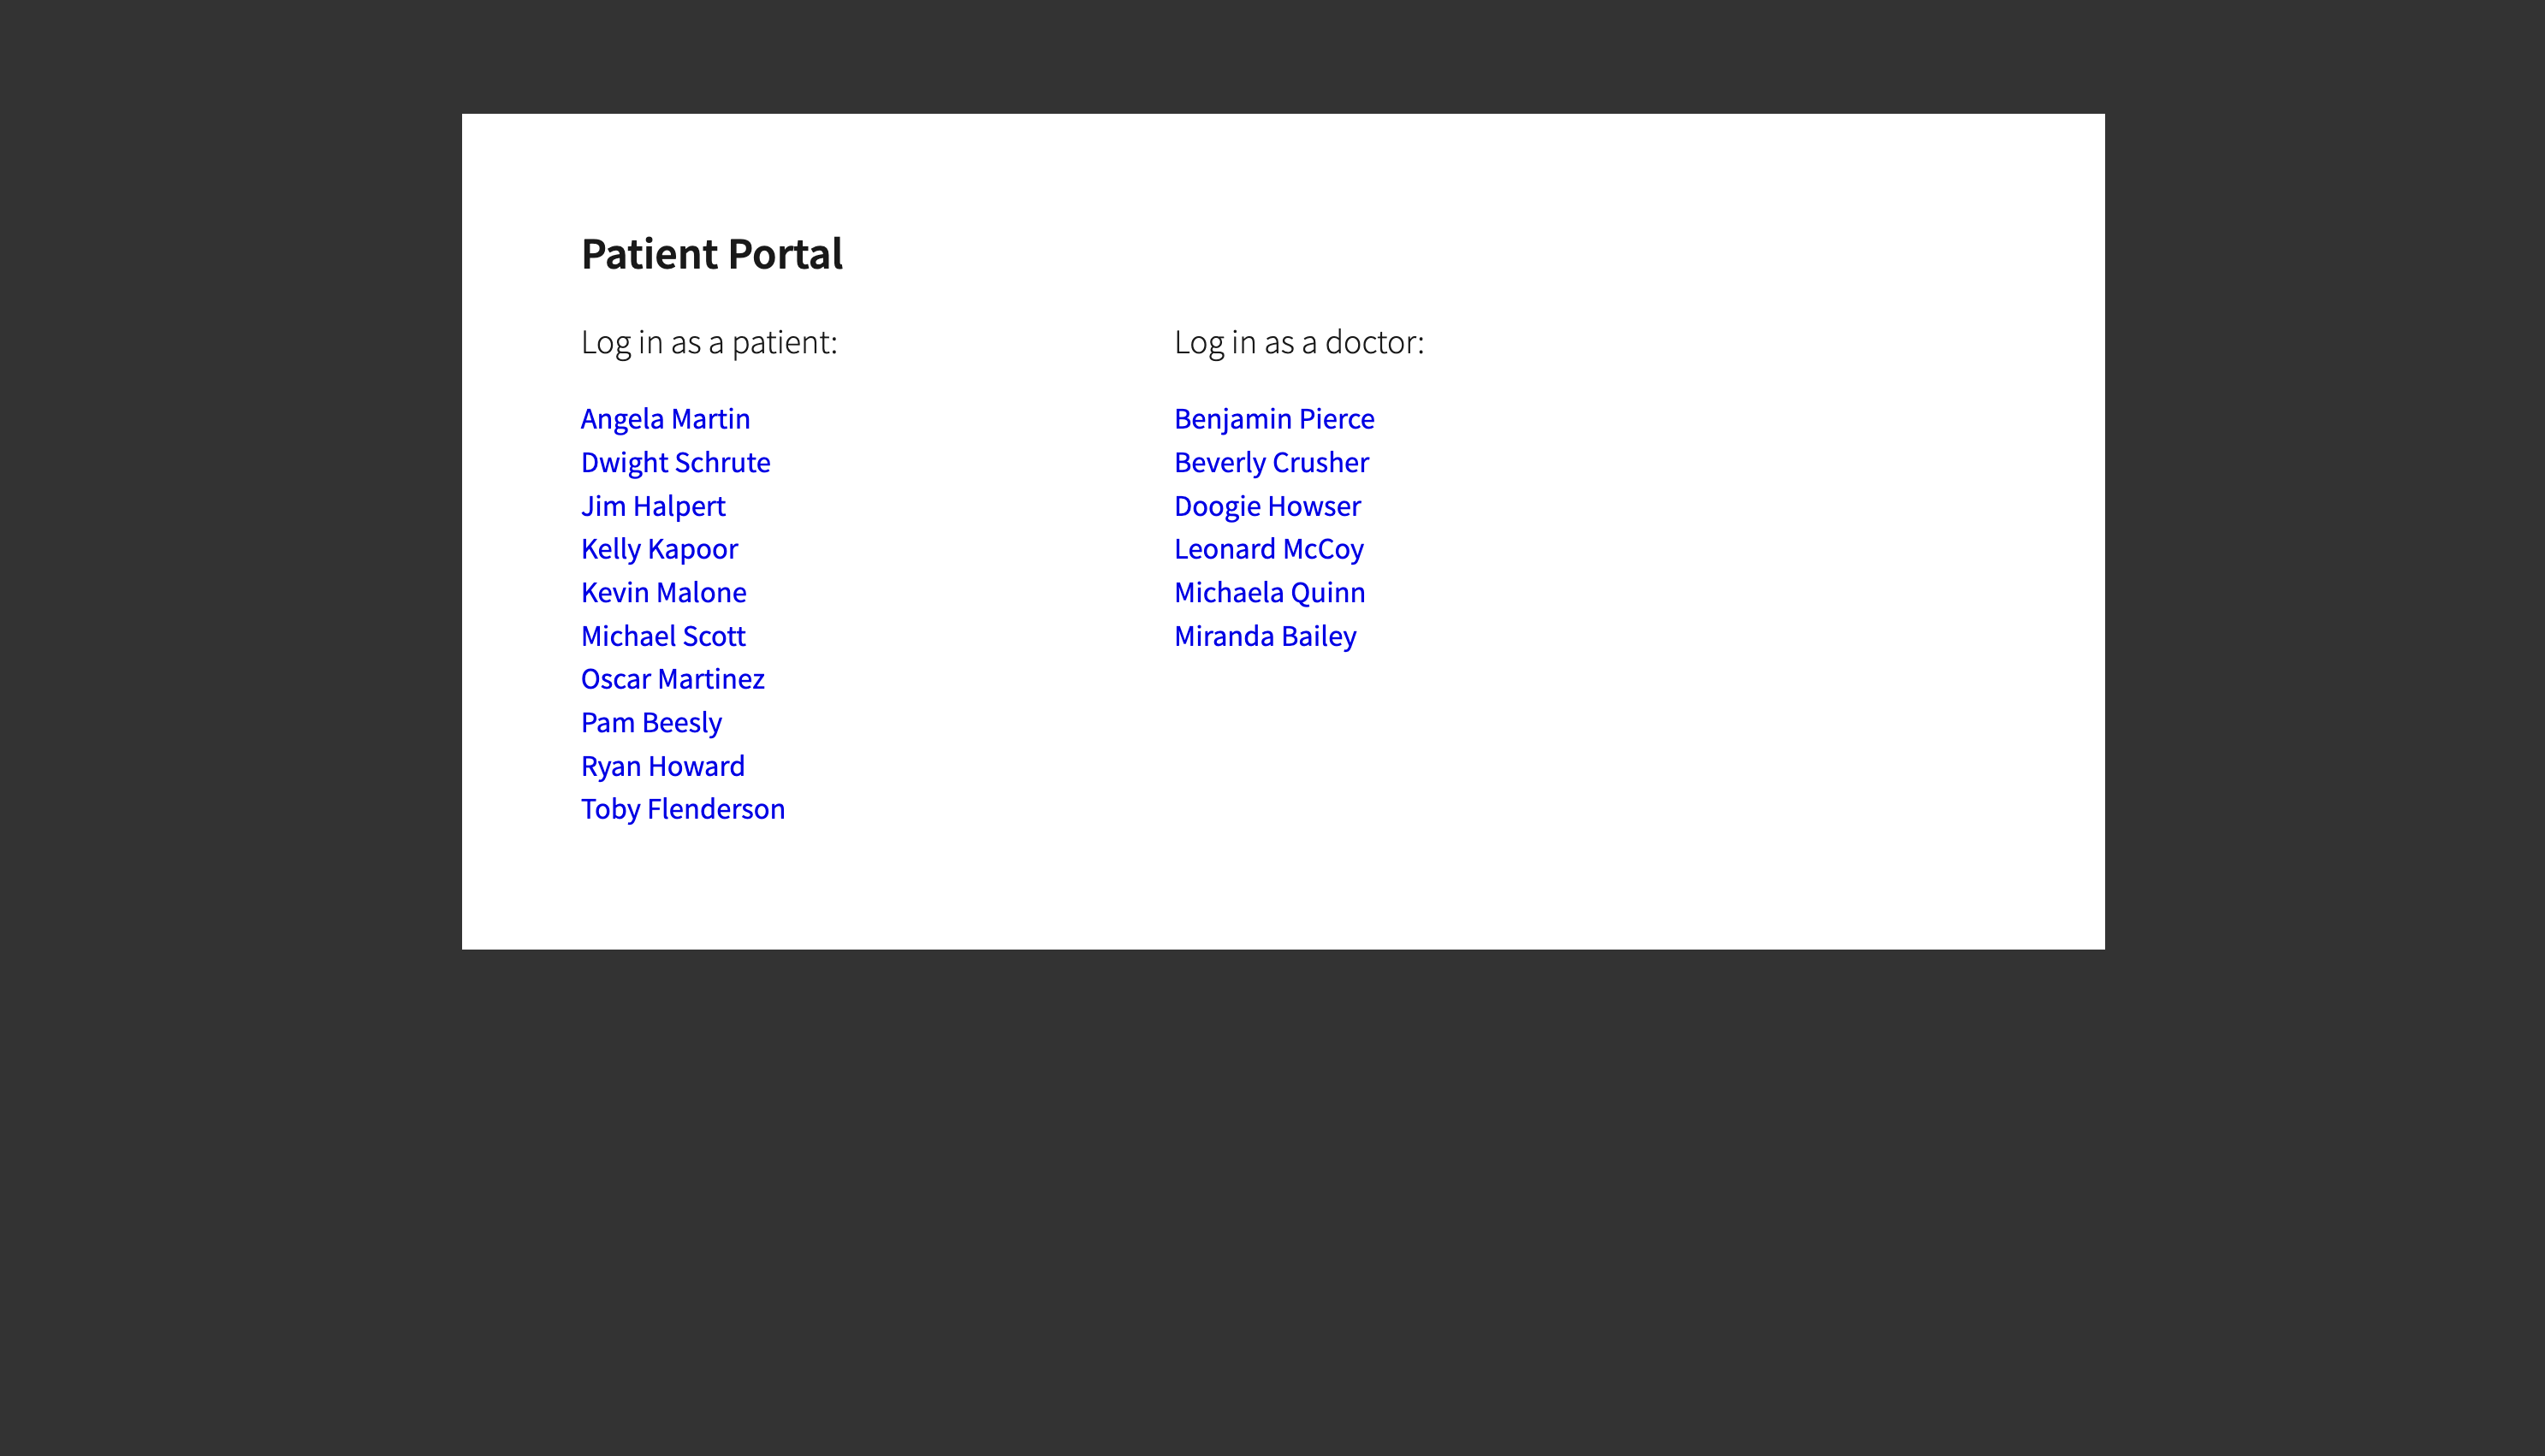 Patient Portal
Log in as a patient:
Angela Martin
Dwight Schrute
Jim Halpert
Kelly Kapoor
Kevin Malone
Michael Scott
Oscar Martinez
Pam Beesly
Ryan Howard
Toby Flenderson
Log in as a doctor:
Benjamin Pierce
Beverly Crusher
Doogie Howser
Leonard McCoy
Michaela Quinn
Miranda Bailey